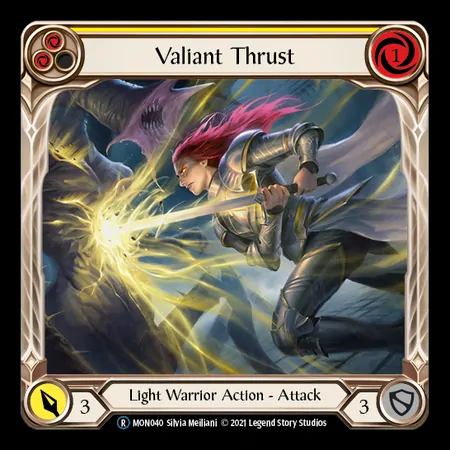 Valiant Thrust
1
3
Light Warrior Action - Attack
3
R MON040 Silvia Meiliani © 2021 Legend Story Studios